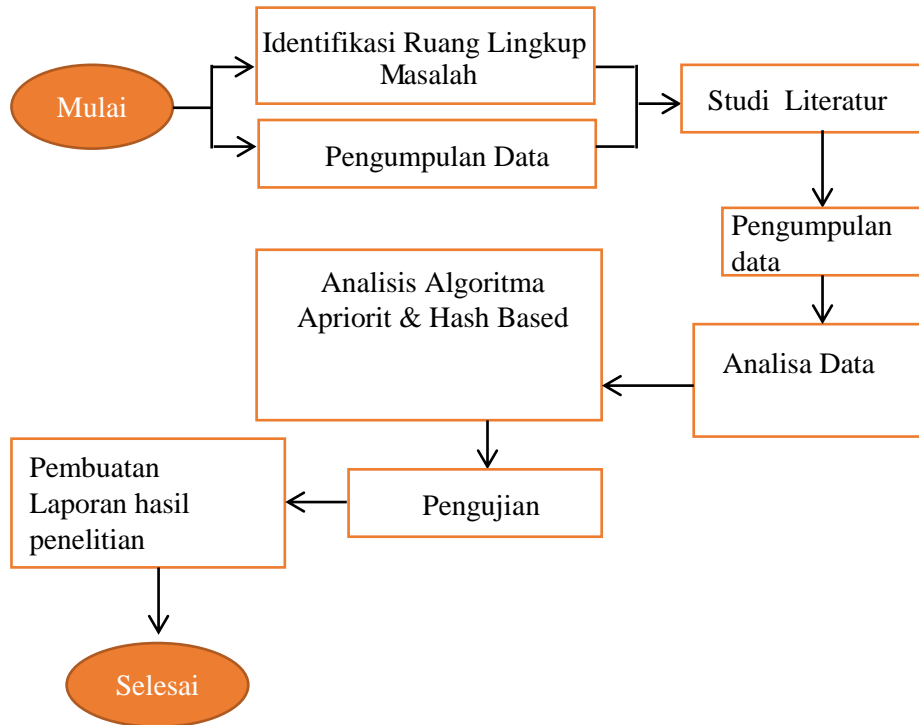 Mulai
Identifikasi Ruang Lingkup
Masalah
Pengumpulan Data
Studi Literatur
Pengumpulan
data
Analisa Data
Analisis Algoritma
Apriorit & Hash Based
Pengujian
Pembuatan
Laporan hasil
penelitian
Selesai